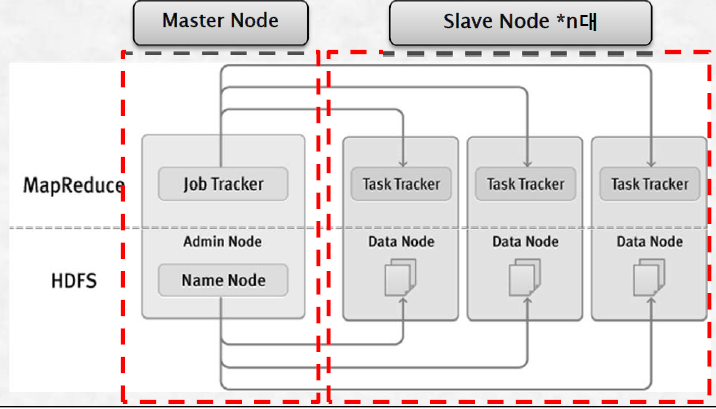 Master Node
Slave Node *n대
MapReduce
Job Tracker
Task Tracker
Task Tracker
Task Tracker
Admin Node
Data Node
Data Node
Data Node
HDFS
Name Node